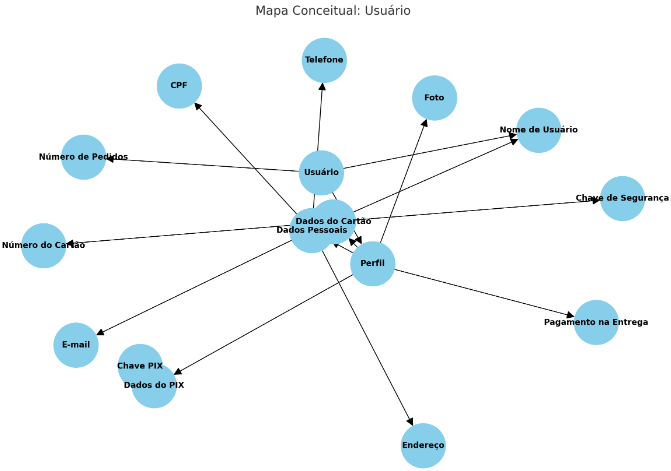 Mapa Conceitual: Usuário
Telefone
CPF
Foto
Nome de Usuário
Número de Pedidos
Usuário
Chave de Segurança
Dados do Cartão
Dados Pessoais
Número do Cartão
Perfil
Pagamento na Entrega
E-mail
Chave PIX
Dados do PIX
Endereço